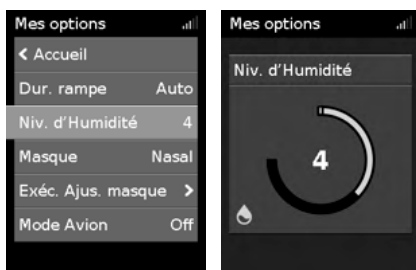 Mes options
< Accueil
Dur. rampe Auto
Niv. d'Humidité 4
Masque Nasal
Exéc. Ajus. masque >
Mode Avion Off
Mes options
Niv. d'Humidité
4